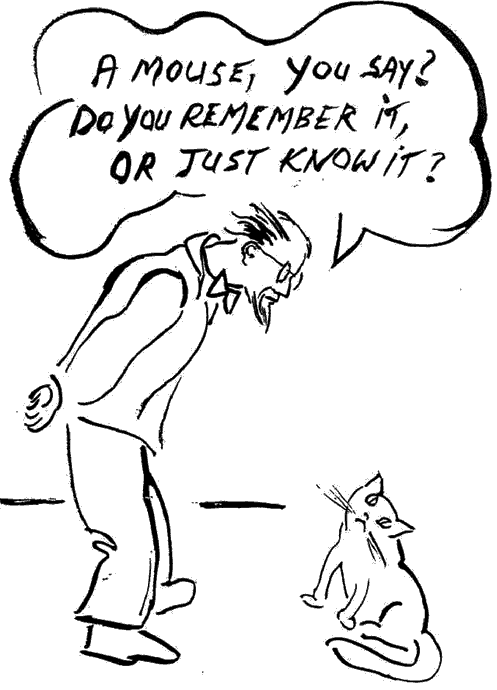 A MOUSE, YOU SAY?
DO YOU REMEMBER IT,
OR JUST KNOW IT?